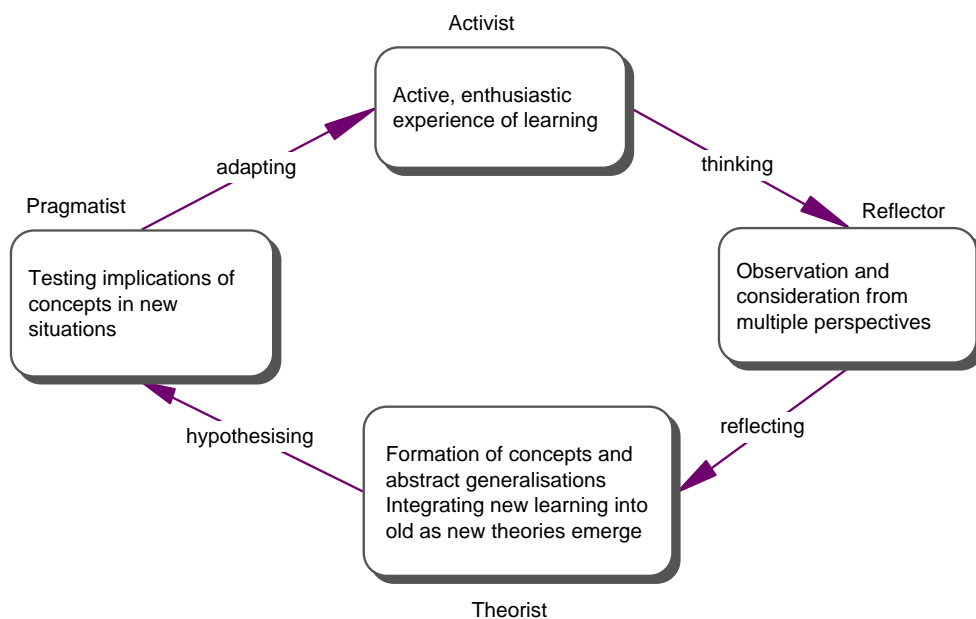 Activist
Active, enthusiastic
experience of learning
adapting
thinking
Pragmatist
Reflector
Testing implications of
concepts in new
situations
Observation and
consideration from
multiple perspectives
hypothesising
reflecting
Formation of concepts and
abstract generalisations
Integrating new learning into
old as new theories emerge
Theorist